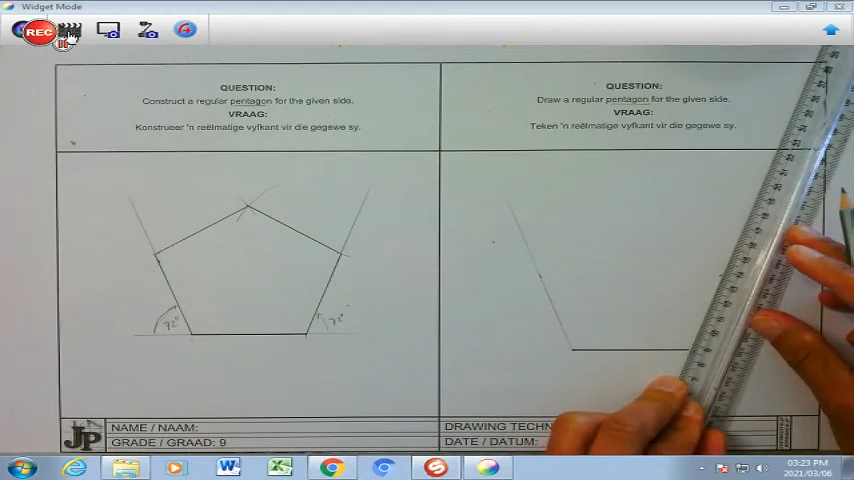 Widget Mode
REC
QUESTION:
Construct a regular pentagon for the given side.
VRAAG:
Konstrueer 'n reëlmatige vyfkant vir die gegewe sy.
QUESTION:
Draw a regular pentagon for the given side.
VRAAG:
Teken 'n reëlmatige vyfkant vir die gegewe sy.
72°
72°
JP
NAME / NAAM:
GRADE / GRAAD: 9
DRAWING TECHN
DATE / DATUM:
03:23 PM
2021/03/06